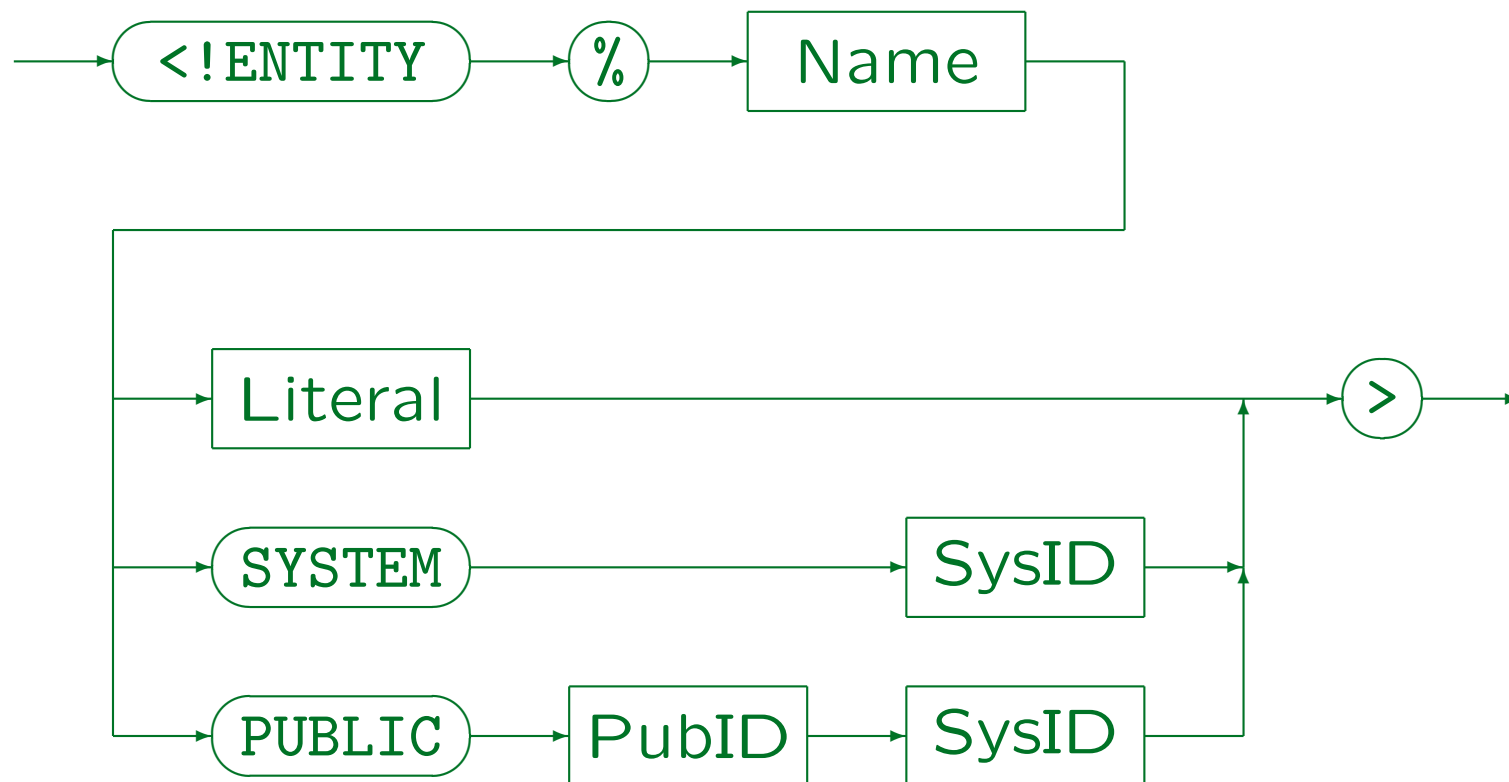 <!ENTITY % Name
Literal >
SYSTEM SysID
PUBLIC PubID SysID